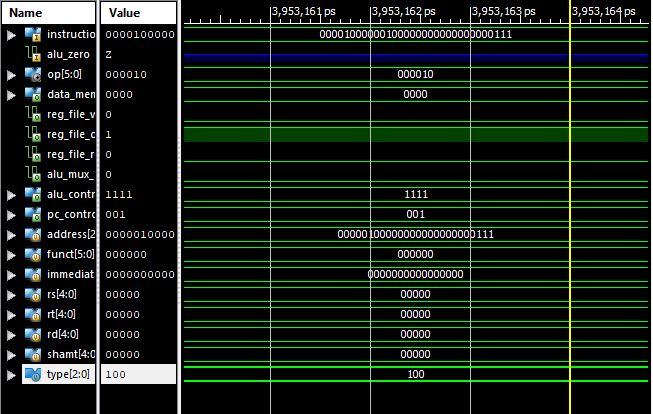 Name Value 3,953,161 ps 3,953,162 ps 3,953,163 ps 3,953,164 ps
instruction 0000100000 00001000000100000000000000000111
alu_zero Z
op[5:0] 000010 000010
data_mem 0000 0000
reg_file_v 0
reg_file_c 1
reg_file_r 0
alu_mux_ 0
alu_contr 1111 1111
pc_contro 001 001
address[2 0000010000 00000100000000000000000111
funct[5:0] 000000 000000
immediat 0000000000 0000000000000000
rs[4:0] 00000 00000
rt[4:0] 00000 00000
rd[4:0] 00000 00000
shamt[4:0 00000 00000
type[2:0] 100 100